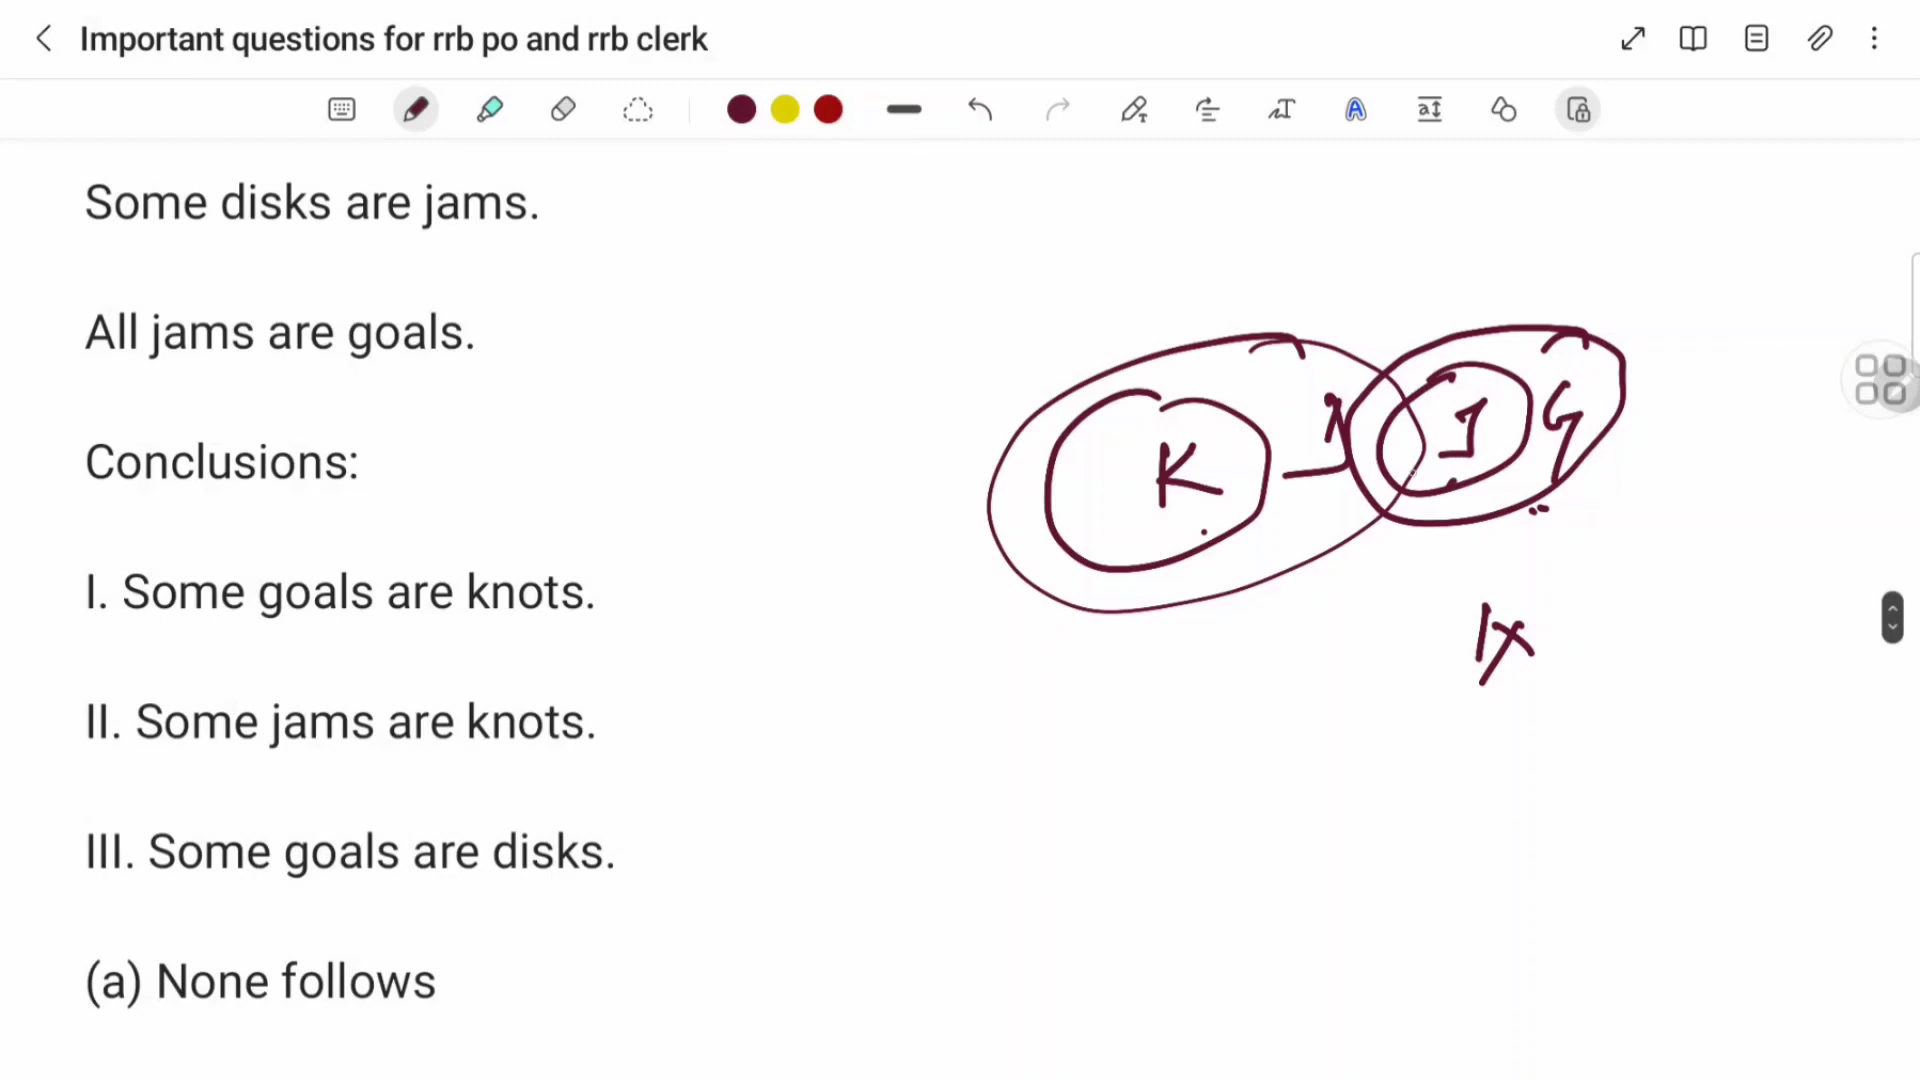 Important questions for rrb po and rrb clerk
Some disks are jams.
All jams are goals.
Conclusions:
I. Some goals are knots.
II. Some jams are knots.
III. Some goals are disks.
(a) None follows
K
J
G